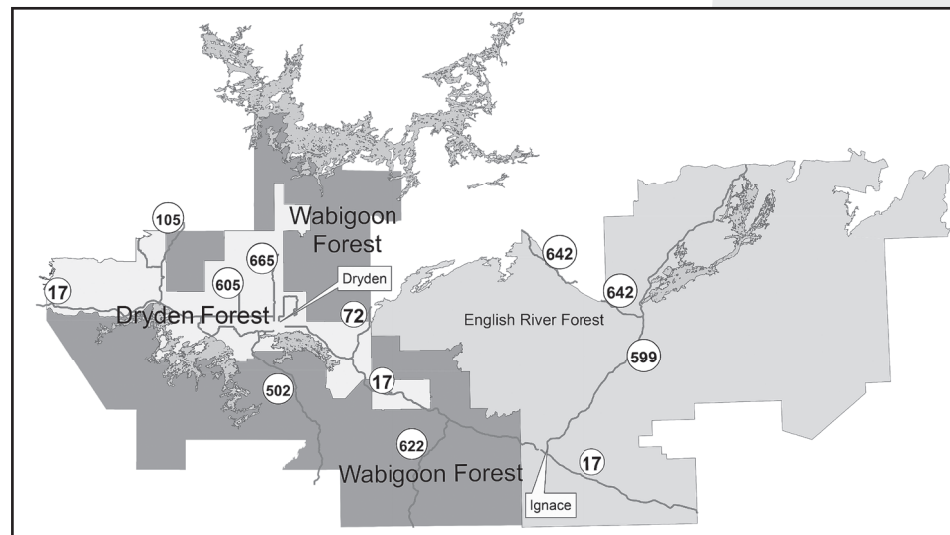 105
Wabigoon
Forest
665
642
605
Dryden
17
642
Dryden Forest
72
English River Forest
599
17
502
622
17
Wabigoon Forest
Ignace